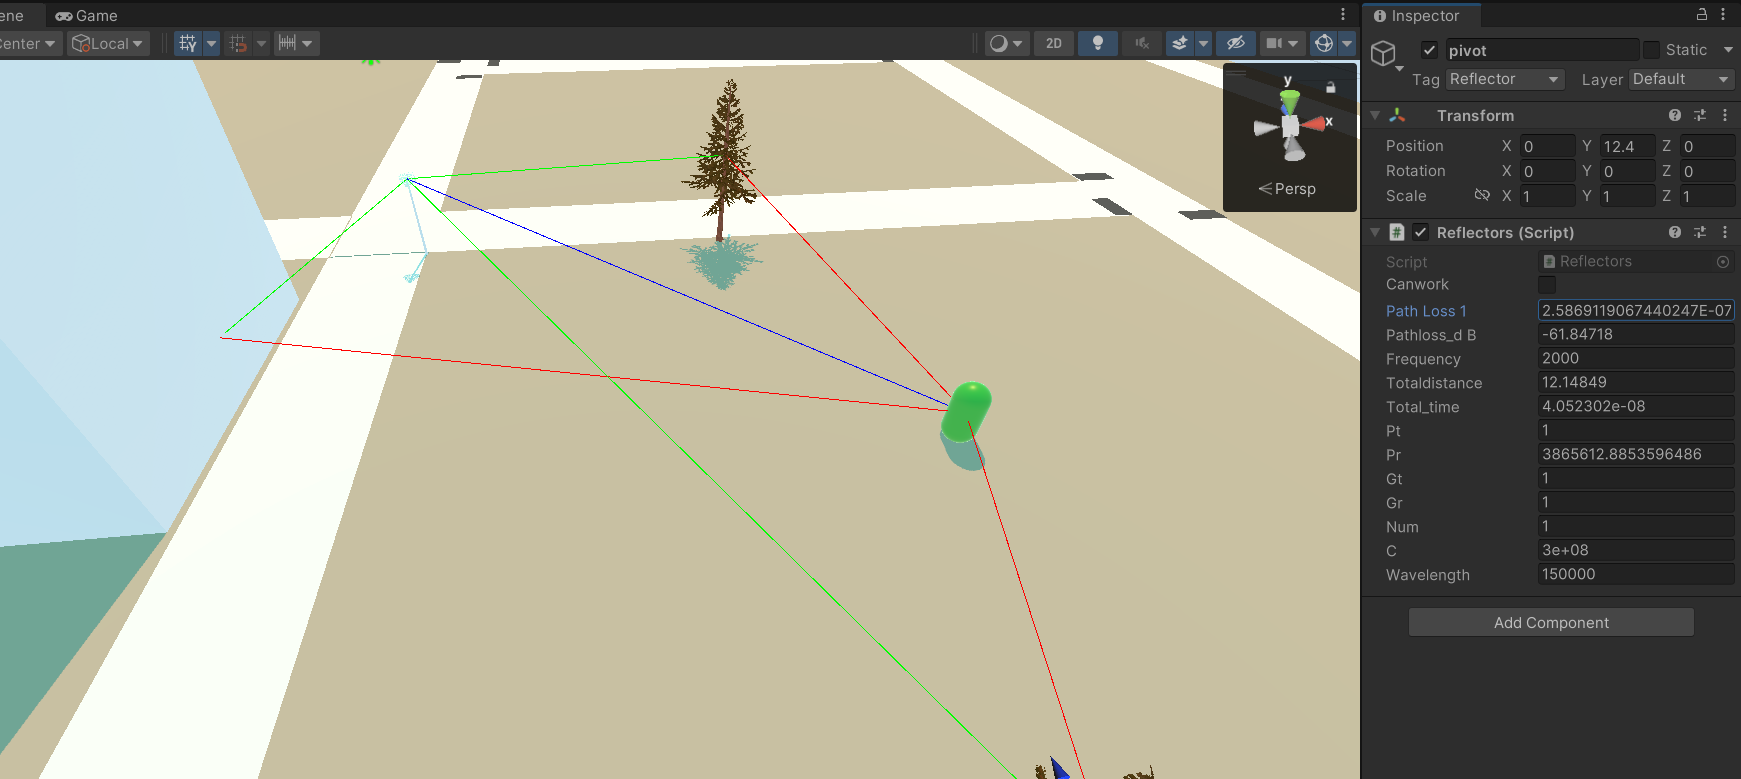 ene Game
Center Local
2D
y
x
Persp
Inspector
pivot Static
Tag Reflector Layer Default
Transform
Position X 0 Y 12.4 Z 0
Rotation X 0 Y 0 Z 0
Scale X 1 Y 1 Z 1
# Reflectors (Script)
Script # Reflectors
Canwork
Path Loss 1 2.5869119067440247E-07
Pathloss_d B -61.84718
Frequency 2000
Totaldistance 12.14849
Total_time 4.052302e-08
Pt 1
Pr 3865612.8853596486
Gt 1
Gr 1
Num 1
C 3e+08
Wavelength 150000
Add Component